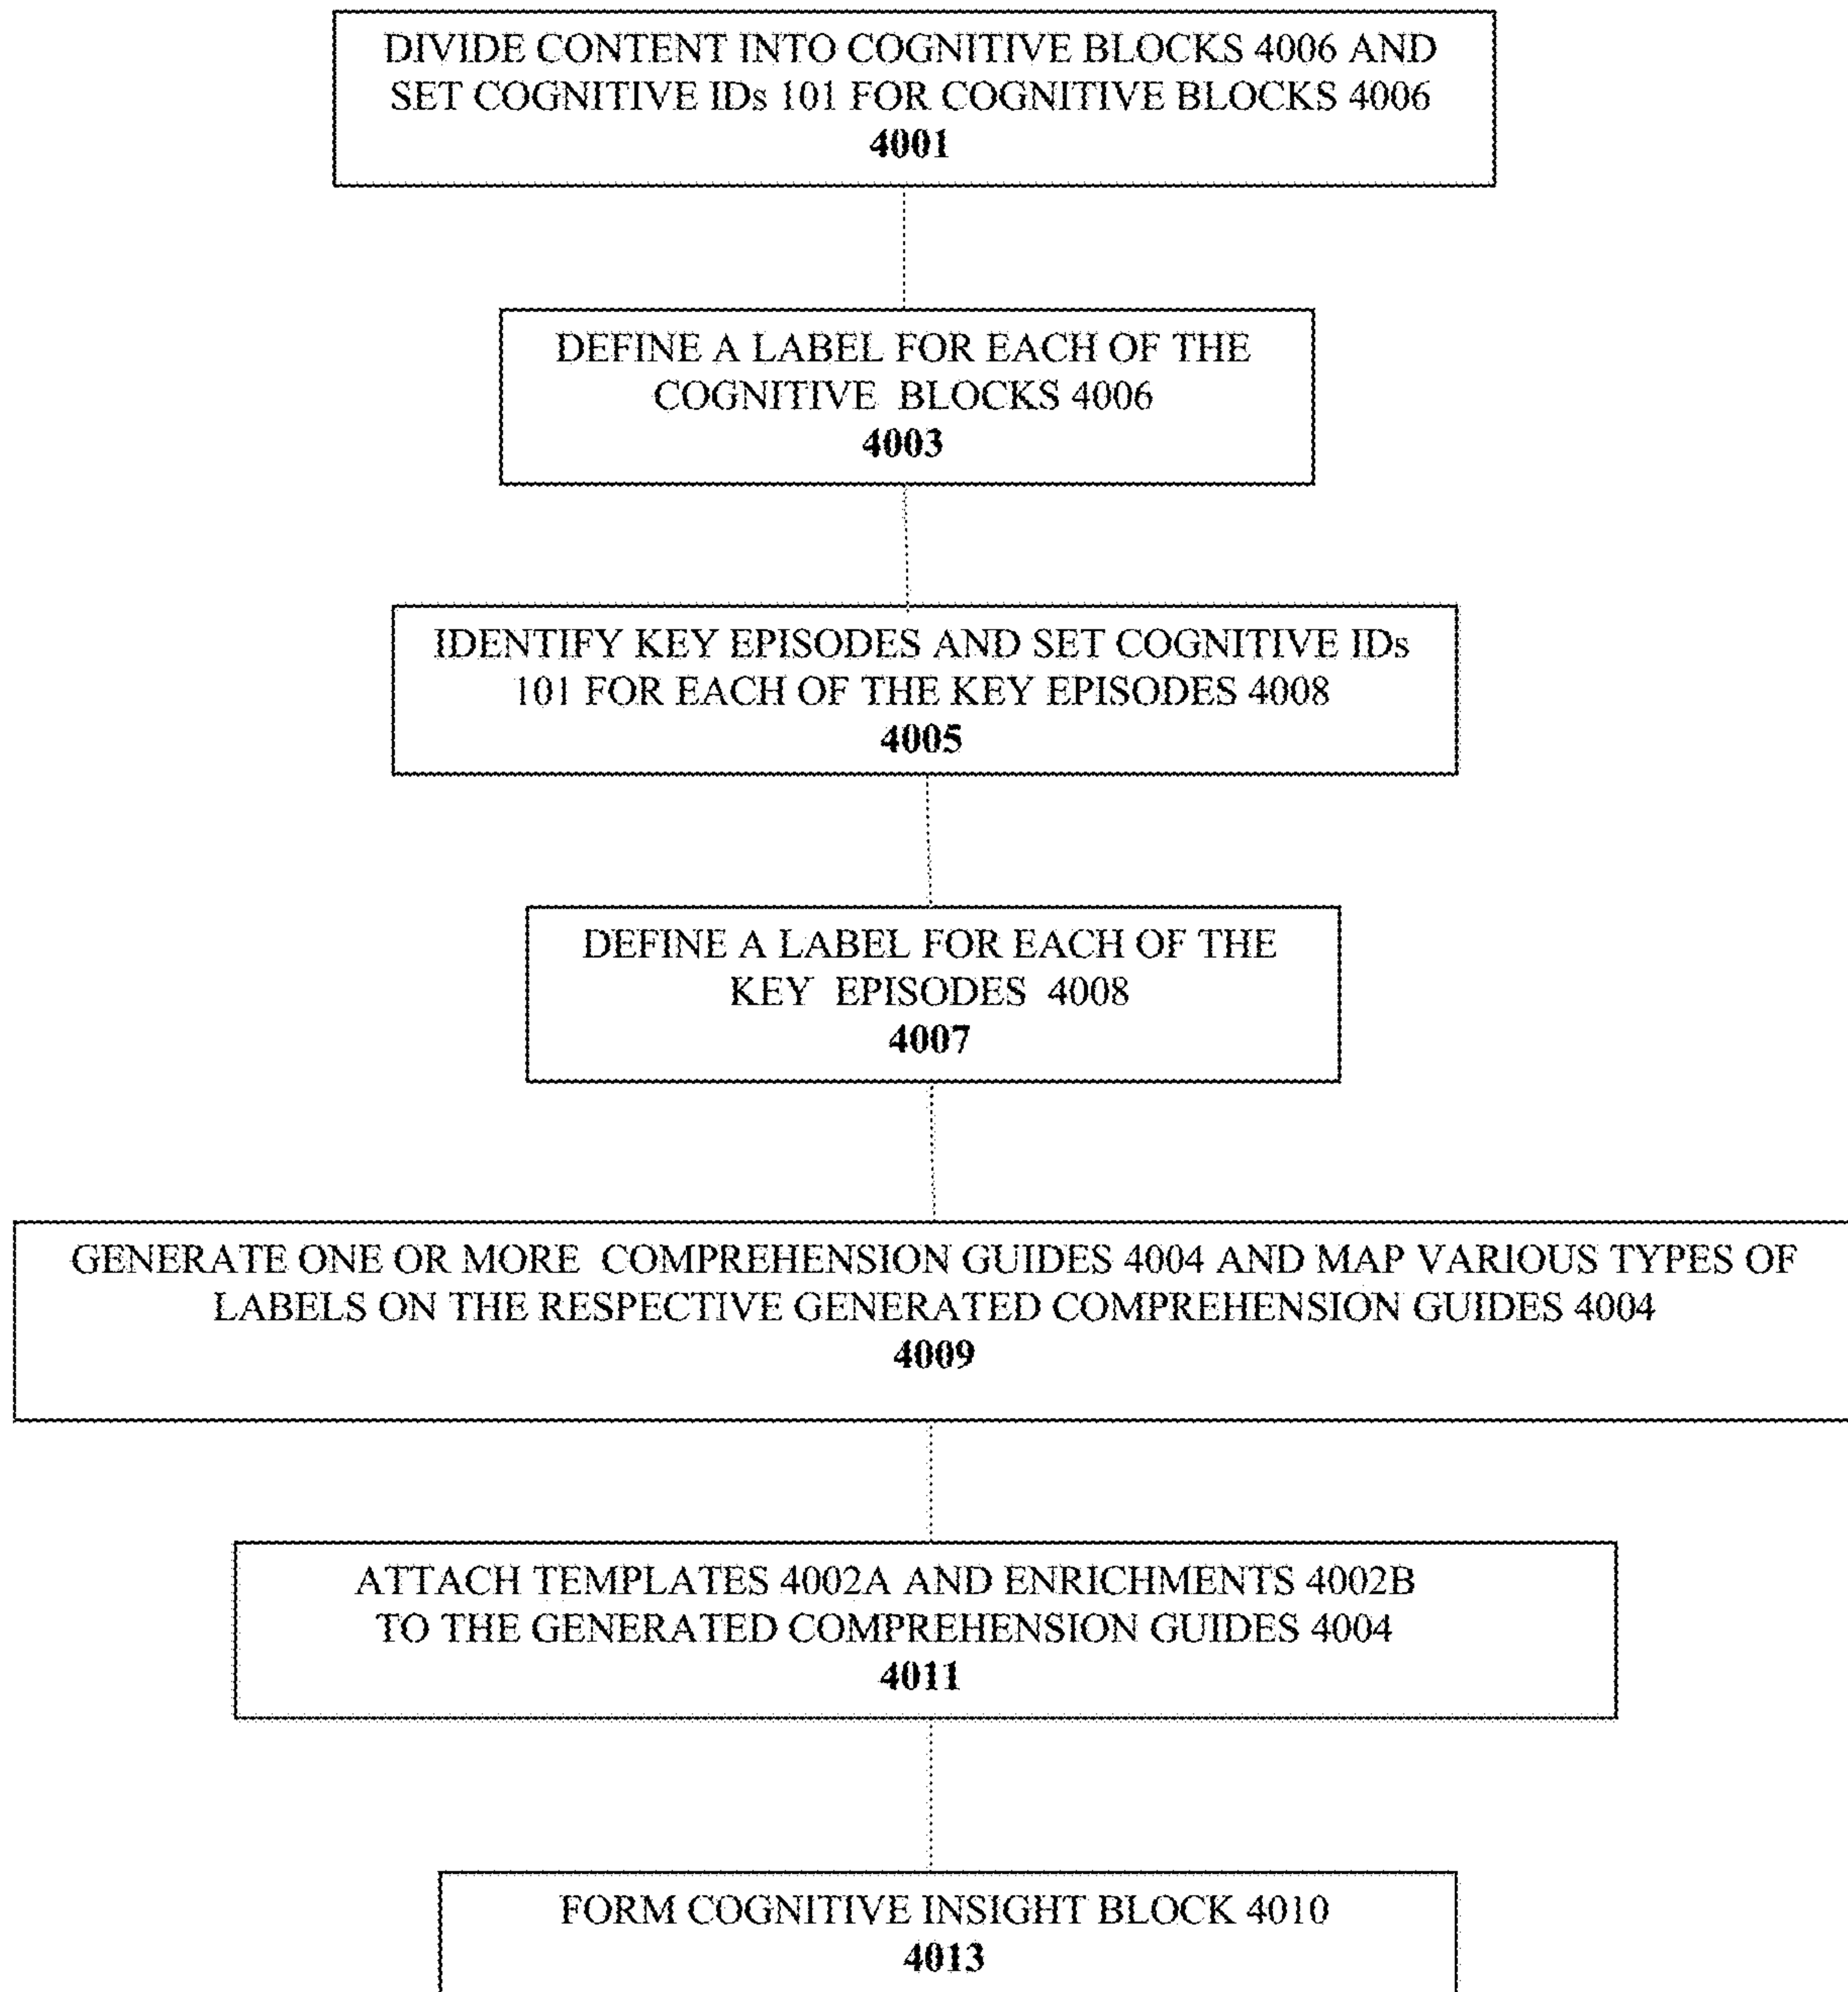 DIVIDE CONTENT INTO COGNITIVE BLOCKS 4006 AND
SET COGNITIVE IDs 101 FOR COGNITIVE BLOCKS 4006
4001
DEFINE A LABEL FOR EACH OF THE
COGNITIVE BLOCKS 4006
4003
IDENTIFY KEY EPISODES AND SET COGNITIVE IDs
101 FOR EACH OF THE KEY EPISODES 4008
4005
DEFINE A LABEL FOR EACH OF THE
KEY EPISODES 4008
4007
GENERATE ONE OR MORE COMPREHENSION GUIDES 4004 AND MAP VARIOUS TYPES OF
LABELS ON THE RESPECTIVE GENERATED COMPREHENSION GUIDES 4004
4009
ATTACH TEMPLATES 4002A AND ENRICHMENTS 4002B
TO THE GENERATED COMPREHENSION GUIDES 4004
4011
FORM COGNITIVE INSIGHT BLOCK 4010
4013